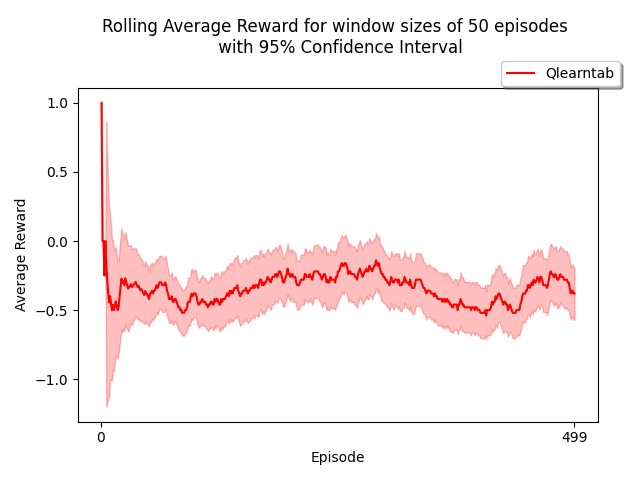 Rolling Average Reward for window sizes of 50 episodes
with 95% Confidence Interval
Qlearntab
1.0
0.5
0.0
−0.5
−1.0
Average Reward
0
499
Episode